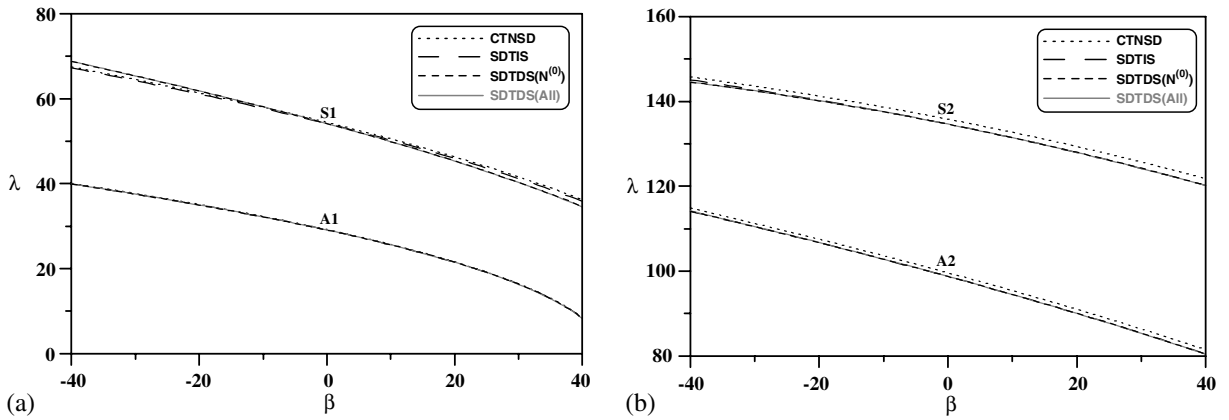 80
60
40
20
0
λ
-40
-20
0
20
40
β
S1
A1
CTNSD
SDTIS
SDTDS(N⁽⁰⁾)
SDTDS(All)
(a)
160
140
120
100
80
λ
-40
-20
0
20
40
β
S2
A2
CTNSD
SDTIS
SDTDS(N⁽⁰⁾)
SDTDS(All)
(b)